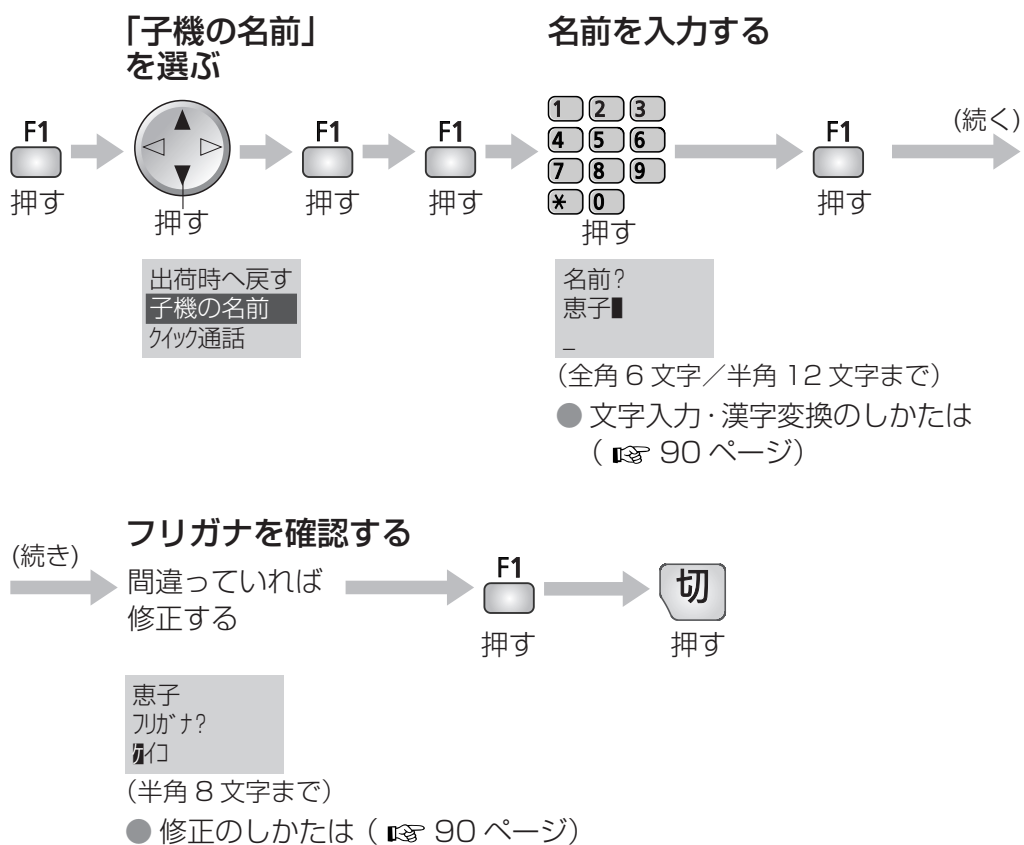 「子機の名前」
を選ぶ
名前を入力する
F1
押す
押す
F1
押す
F1
押す
1 2 3
4 5 6
7 8 9
* 0
押す
F1
押す
(続く)
出荷時へ戻す
子機の名前
ｸｲｯｸ通話
名前?
恵子
_
（全角 6 文字／半角 12 文字まで）
● 文字入力・漢字変換のしかたは
（☞ 90 ページ）
(続き)
フリガナを確認する
間違っていれば
修正する
F1
押す
切
押す
恵子
ﾌﾘｶﾞﾅ?
ｹｲｺ
（半角 8 文字まで）
● 修正のしかたは（☞ 90 ページ）